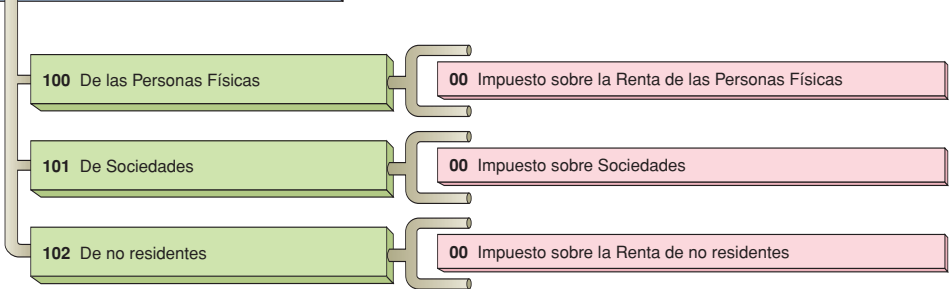 100 De las Personas Físicas
00 Impuesto sobre la Renta de las Personas Físicas
101 De Sociedades
00 Impuesto sobre Sociedades
102 De no residentes
00 Impuesto sobre la Renta de no residentes